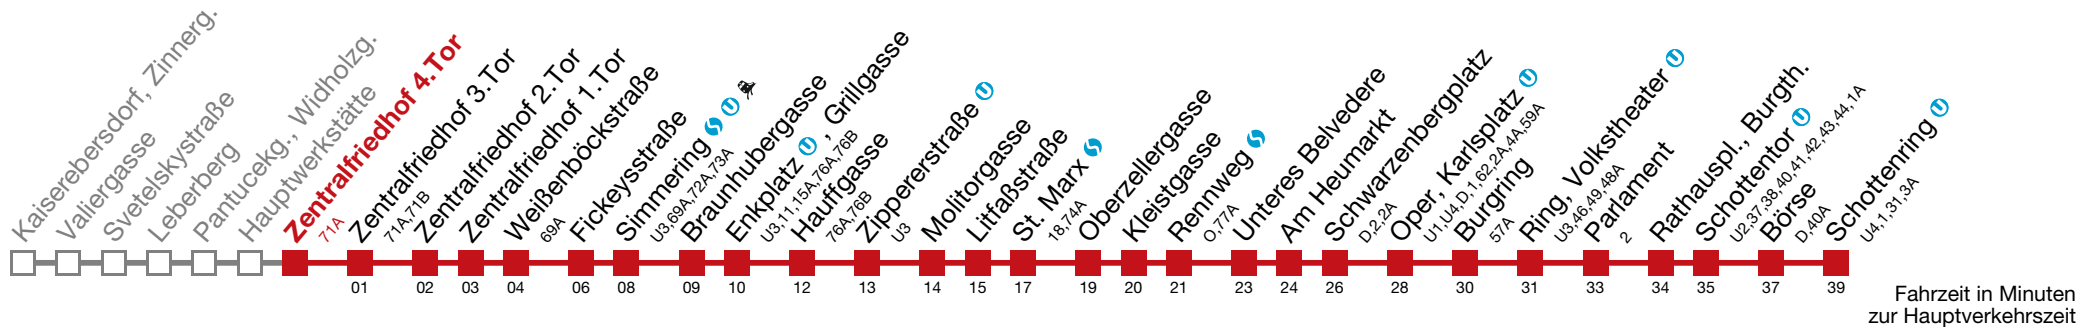 Kaiserebersdorf, Zinnerg.
Valiergasse
Svetelskystraße
Leberberg
Pantucekg., Widholzg.
Hauptwerkstätte
Zentralfriedhof 4.Tor
71A
Zentralfriedhof 3.Tor
71A,71B
Zentralfriedhof 2.Tor
Zentralfriedhof 1.Tor
Weißenböckstraße
69A
Fickeysstraße
Simmering
U3,69A,72A,73A
Braunhubergasse
Enkplatz U, Grillgasse
U3,11,15A,76A,76B
Hauffgasse
76A,76B
Zippererstraße U
U3
Molitorgasse
Litfaßstraße
St. Marx
18,74A
Oberzellergasse
Kleistgasse
Rennweg
O,77A
Unteres Belvedere
Am Heumarkt
Schwarzenbergplatz
D,2,2A
Oper, Karlsplatz U
U1,U4,D,1,62,2A,4A,59A
Burgring
57A
Ring, Volkstheater U
U3,46,49,48A
Parlament
2
Rathauspl., Burgth.
Schottentor U
U2,37,38,40,41,42,43,44,1A
Börse
D,40A
Schottenring U
U4,1,31,3A
01 02 03 04 06 08 09 10 12 13 14 15 17 19 20 21 23 24 26 28 30 31 33 34 35 37 39
Fahrzeit in Minuten
zur Hauptverkehrszeit